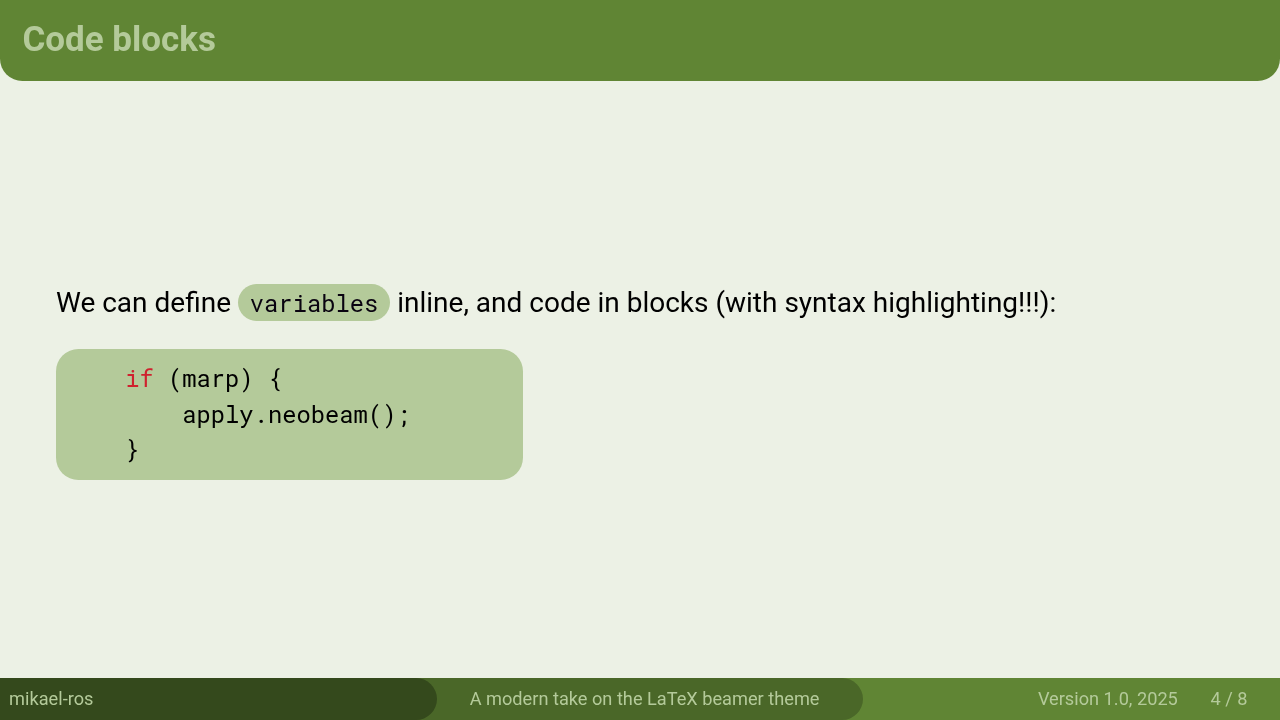 Code blocks
We can define variables inline, and code in blocks (with syntax highlighting!!!):
if (marp) {
    apply.neobeam();
}
mikael-ros
A modern take on the LaTeX beamer theme
Version 1.0, 2025
4 / 8